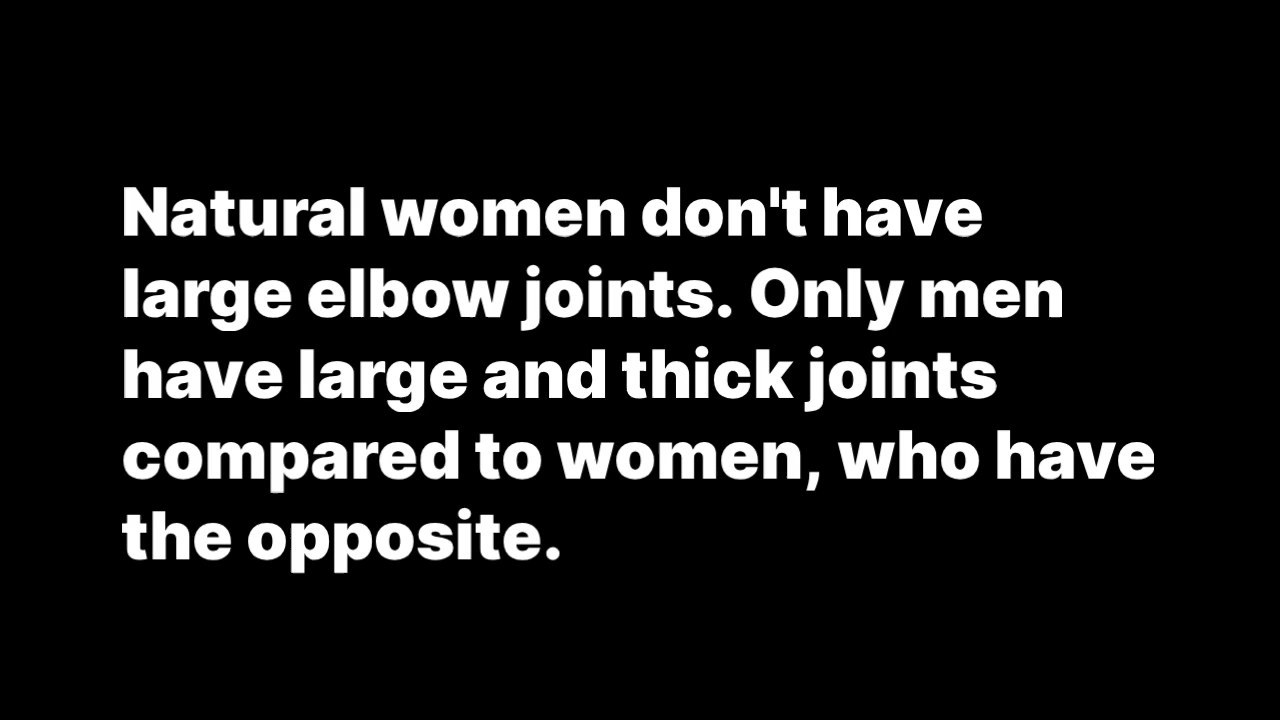 Natural women don't have
large elbow joints. Only men
have large and thick joints
compared to women, who have
the opposite.